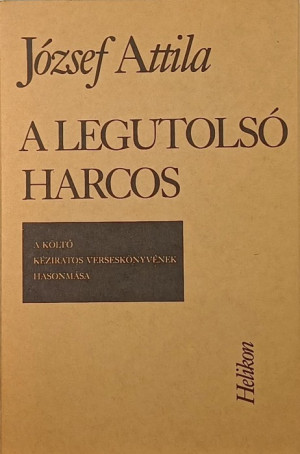 József Attila
A LEGUTOLSÓ
HARCOS
A KÖLTŐ
KÉZIRATOS VERSESKÖNYVÉNEK
HASONMÁSA
Helikon